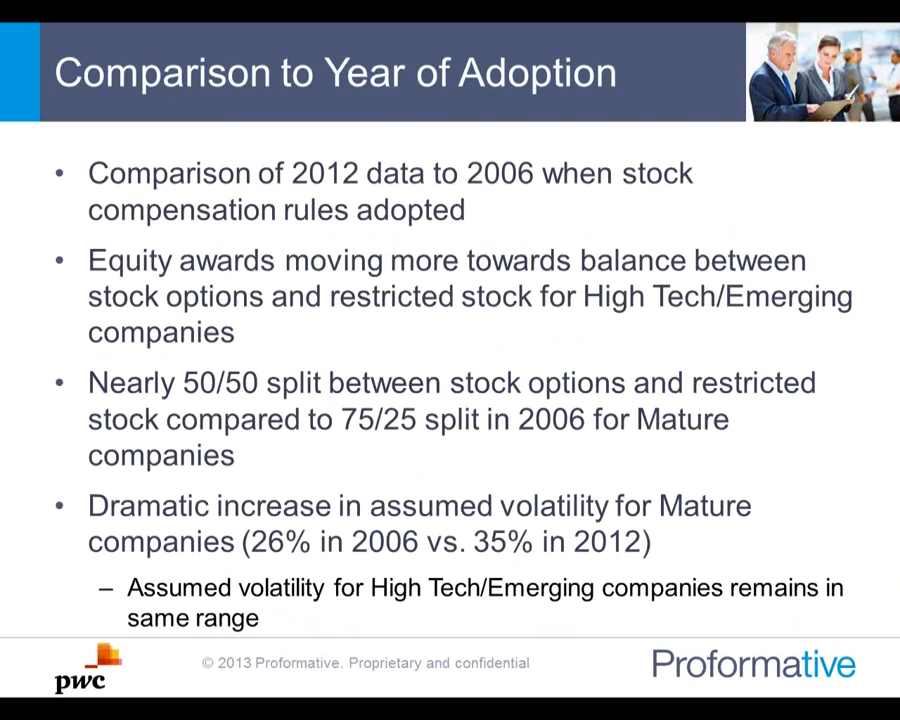 Comparison to Year of Adoption
• Comparison of 2012 data to 2006 when stock
compensation rules adopted
• Equity awards moving more towards balance between
stock options and restricted stock for High Tech/Emerging
companies
• Nearly 50/50 split between stock options and restricted
stock compared to 75/25 split in 2006 for Mature
companies
• Dramatic increase in assumed volatility for Mature
companies (26% in 2006 vs. 35% in 2012)
– Assumed volatility for High Tech/Emerging companies remains in
same range
pwc
© 2013 Proformative. Proprietary and confidential
Proformative